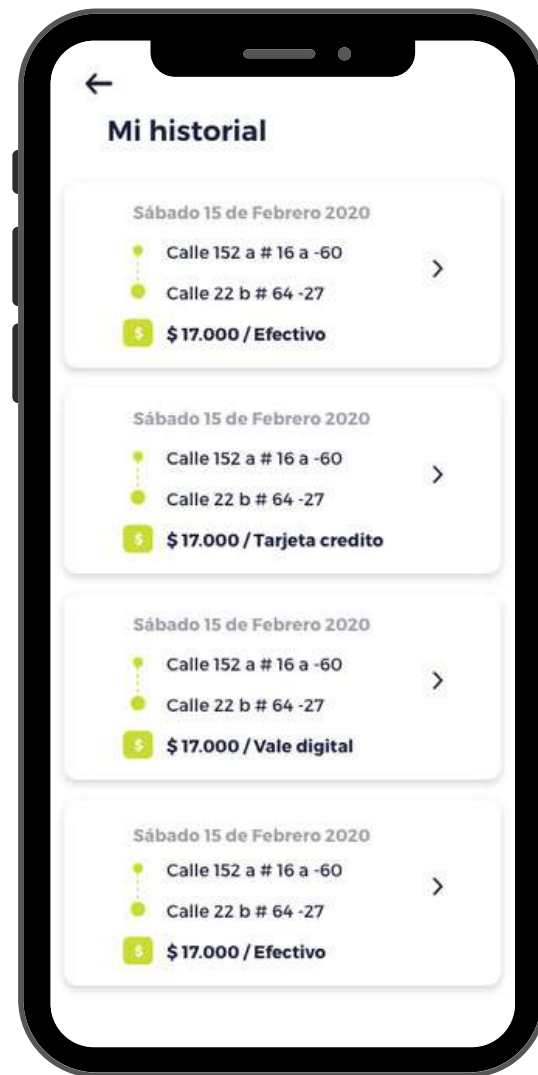 Mi historial
Sábado 15 de Febrero 2020
Calle 152 a # 16 a -60
Calle 22 b # 64 -27
$ $ 17.000 / Efectivo
Sábado 15 de Febrero 2020
Calle 152 a # 16 a -60
Calle 22 b # 64 -27
$ $ 17.000 / Tarjeta credito
Sábado 15 de Febrero 2020
Calle 152 a # 16 a -60
Calle 22 b # 64 -27
$ $ 17.000 / Vale digital
Sábado 15 de Febrero 2020
Calle 152 a # 16 a -60
Calle 22 b # 64 -27
$ $ 17.000 / Efectivo